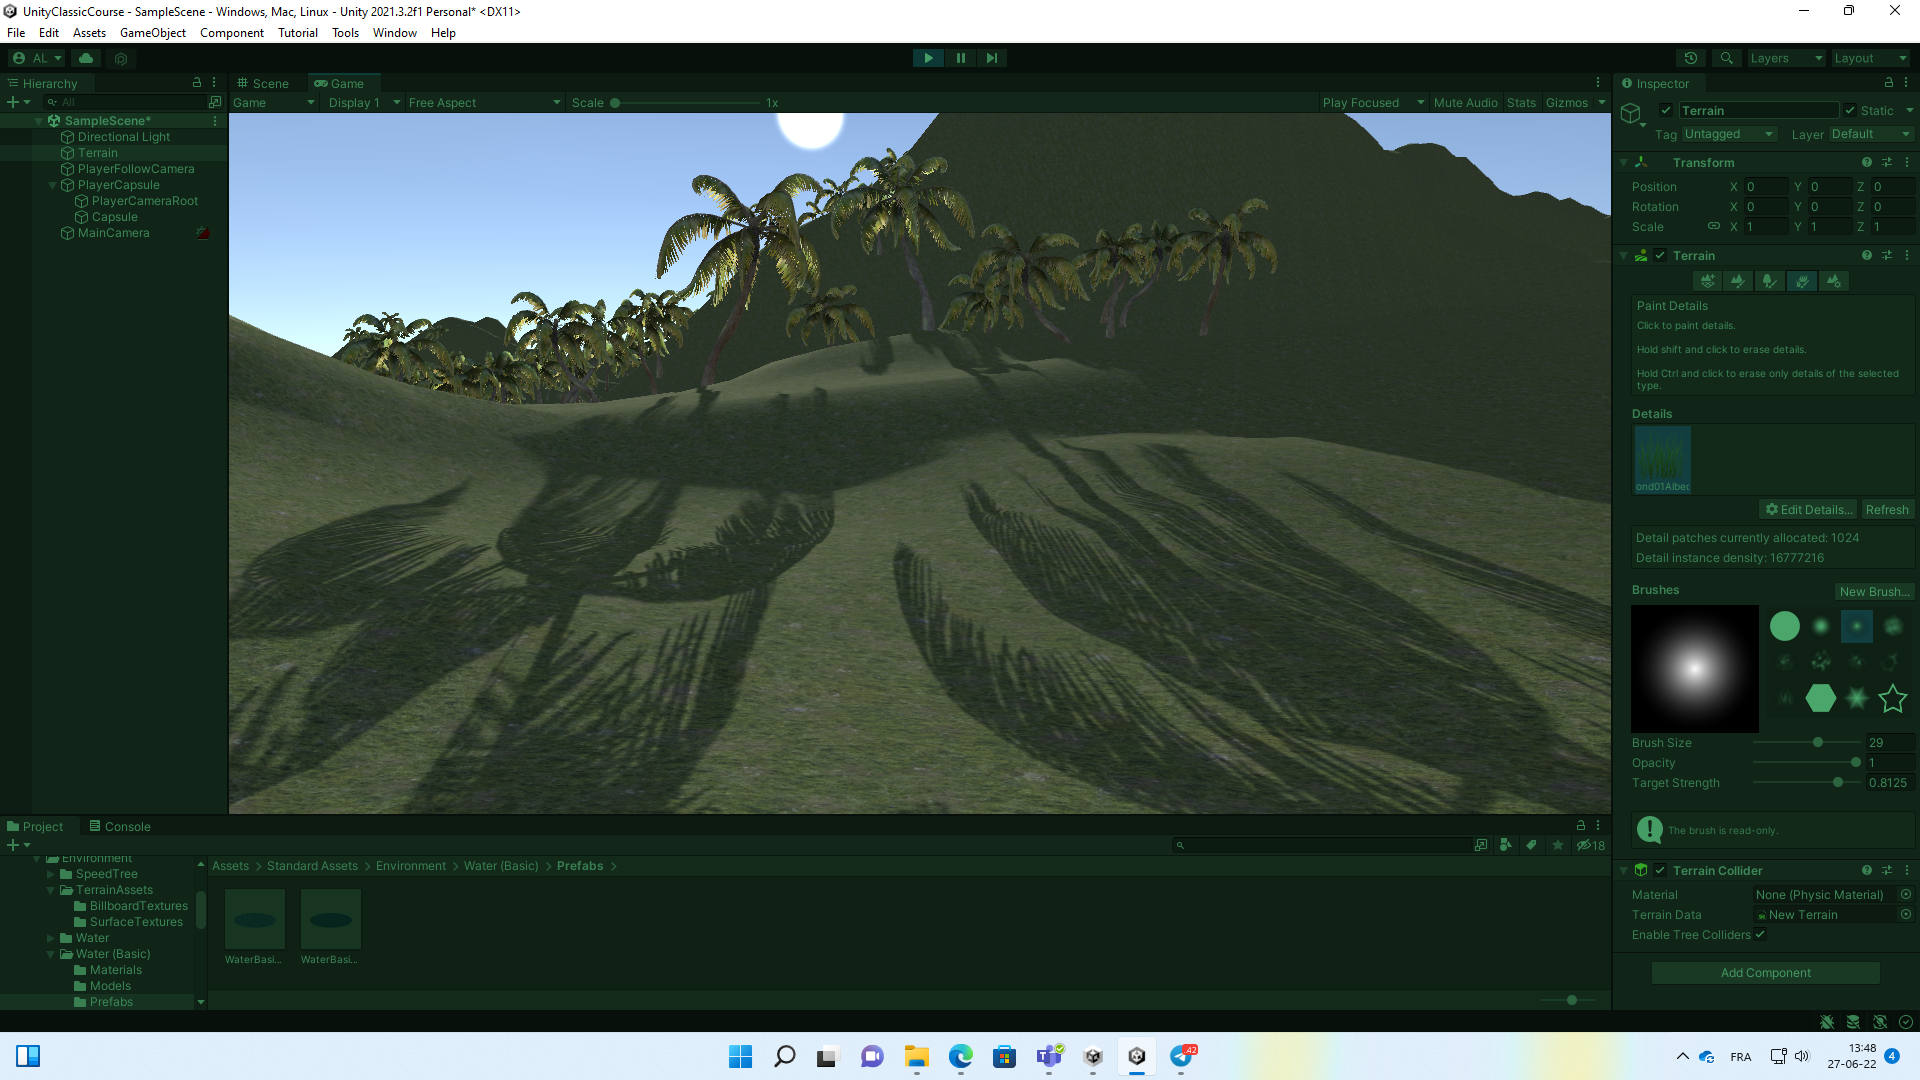 UnityClassicCourse - SampleScene - Windows, Mac, Linux - Unity 2021.3.2f1 Personal* <DX11>
File Edit Assets GameObject Component Tutorial Tools Window Help
AL Layers Layout
Hierarchy
All
SampleScene*
Directional Light
Terrain
PlayerFollowCamera
PlayerCapsule
PlayerCameraRoot
Capsule
MainCamera
Scene Game
Game Display 1 Free Aspect Scale 1x Play Focused Mute Audio Stats Gizmos
Inspector
Terrain Static
Tag Untagged Layer Default
Transform
Position X 0 Y 0 Z 0
Rotation X 0 Y 0 Z 0
Scale X 1 Y 1 Z 1
Terrain
Paint Details
Click to paint details.
Hold shift and click to erase details.
Hold Ctrl and click to erase only details of the selected
type.
Details
ond01Albed
Edit Details... Refresh
Detail patches currently allocated: 1024
Detail instance density: 16777216
Brushes New Brush...
Brush Size 29
Opacity 1
Target Strength 0.8125
The brush is read-only.
Terrain Collider
Material None (Physic Material)
Terrain Data New Terrain
Enable Tree Colliders
Add Component
Project Console
18
Environment
SpeedTree
TerrainAssets
BillboardTextures
SurfaceTextures
Water
Water (Basic)
Materials
Models
Prefabs
Assets > Standard Assets > Environment > Water (Basic) > Prefabs >
WaterBasi... WaterBasi...
42
FRA
13:48
27-06-22
4